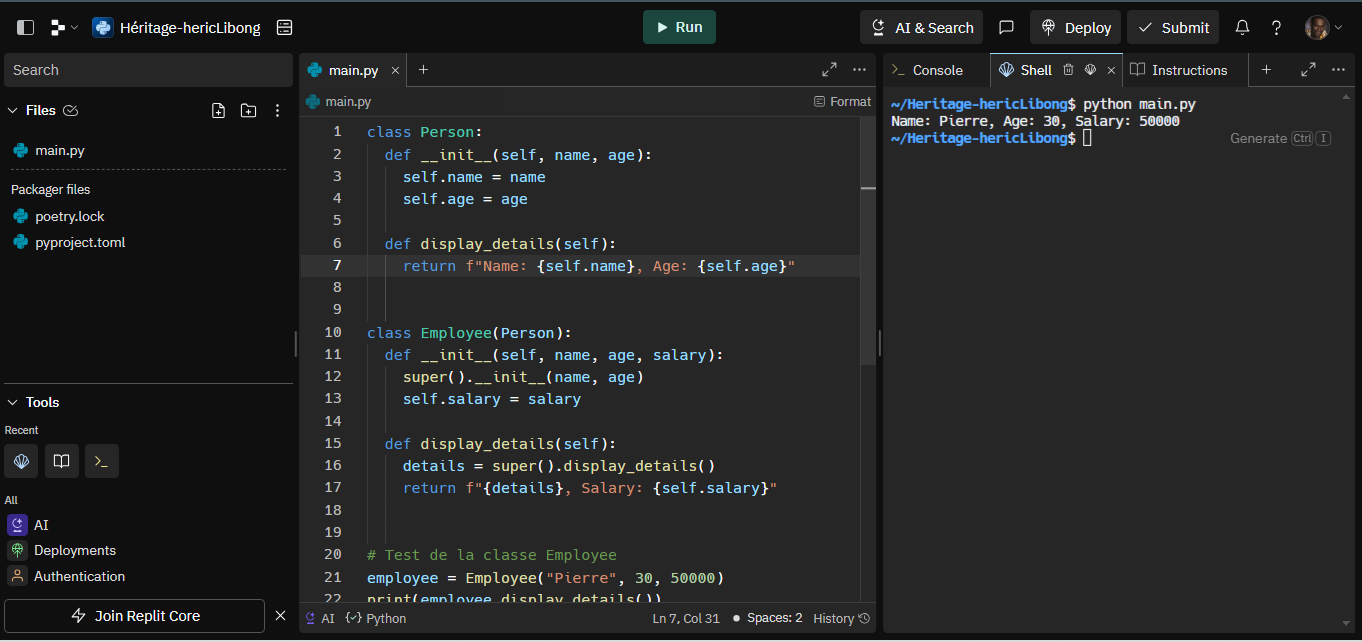 Héritage-hericLibong
Run
AI & Search
Deploy
Submit
Search
Files
main.py
Packager files
poetry.lock
pyproject.toml
Tools
Recent
All
AI
Deployments
Authentication
Join Replit Core
main.py
main.py
Format
1 class Person:
2 def __init__(self, name, age):
3 self.name = name
4 self.age = age
5
6 def display_details(self):
7 return f"Name: {self.name}, Age: {self.age}"
8
9
10 class Employee(Person):
11 def __init__(self, name, age, salary):
12 super().__init__(name, age)
13 self.salary = salary
14
15 def display_details(self):
16 details = super().display_details()
17 return f"{details}, Salary: {self.salary}"
18
19
20 # Test de la classe Employee
21 employee = Employee("Pierre", 30, 50000)
22 print(employee.display_details())
AI
Python
Ln 7, Col 31
Spaces: 2
History
Console
Shell
Instructions
~/Heritage-hericLibong$ python main.py
Name: Pierre, Age: 30, Salary: 50000
~/Heritage-hericLibong$
Generate Ctrl I